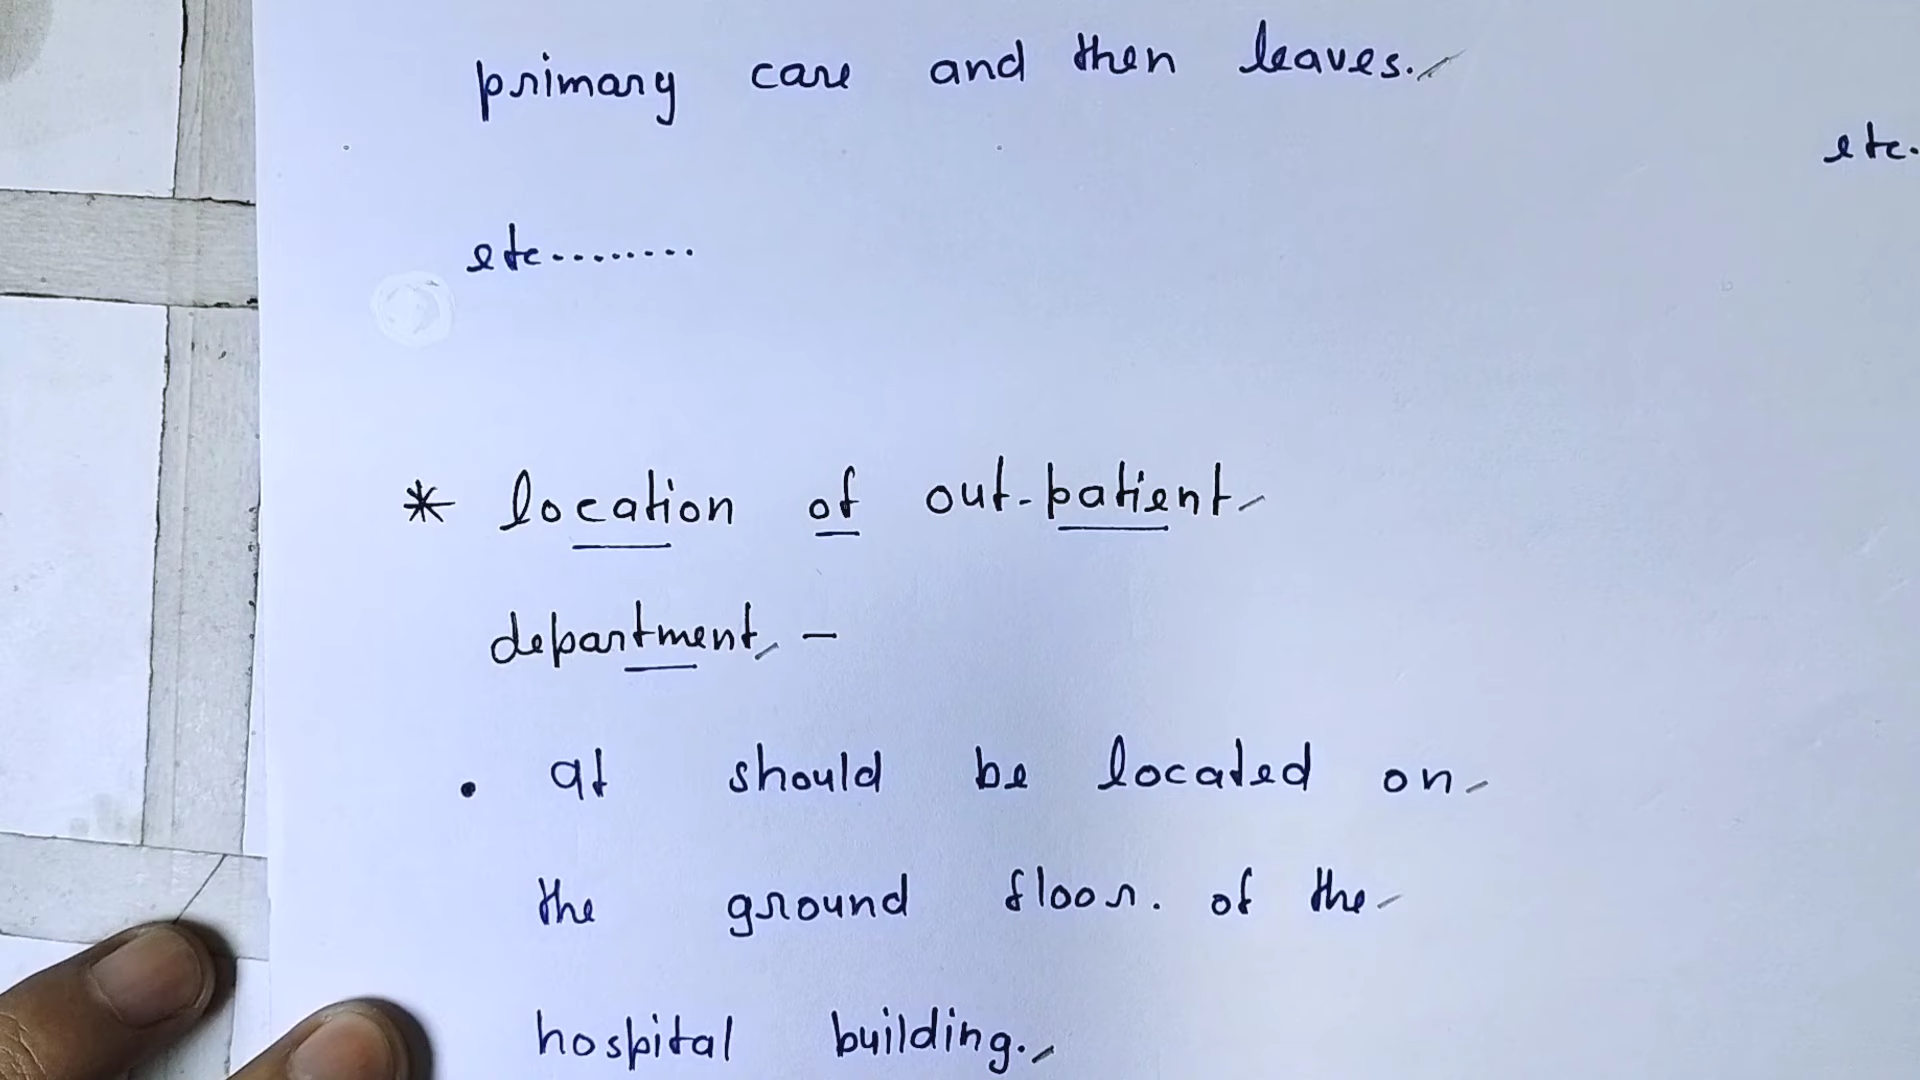 primary care and then leaves.
etc.
etc........
* location of out-patient
department -
• It should be located on
the ground floor. of the
hospital building.